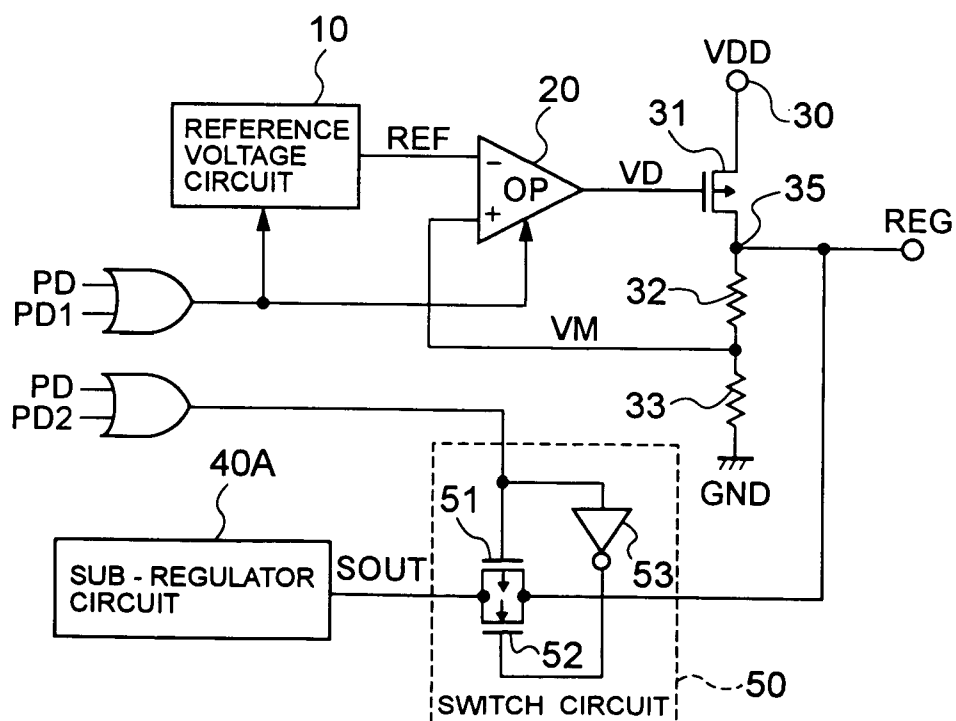 10
VDD
30
REFERENCE
VOLTAGE
CIRCUIT
REF
20
31
−
OP
+
VD
35
REG
PD
PD1
32
VM
PD
PD2
33
GND
40A
51
53
SUB - REGULATOR
CIRCUIT
SOUT
52
50
SWITCH CIRCUIT